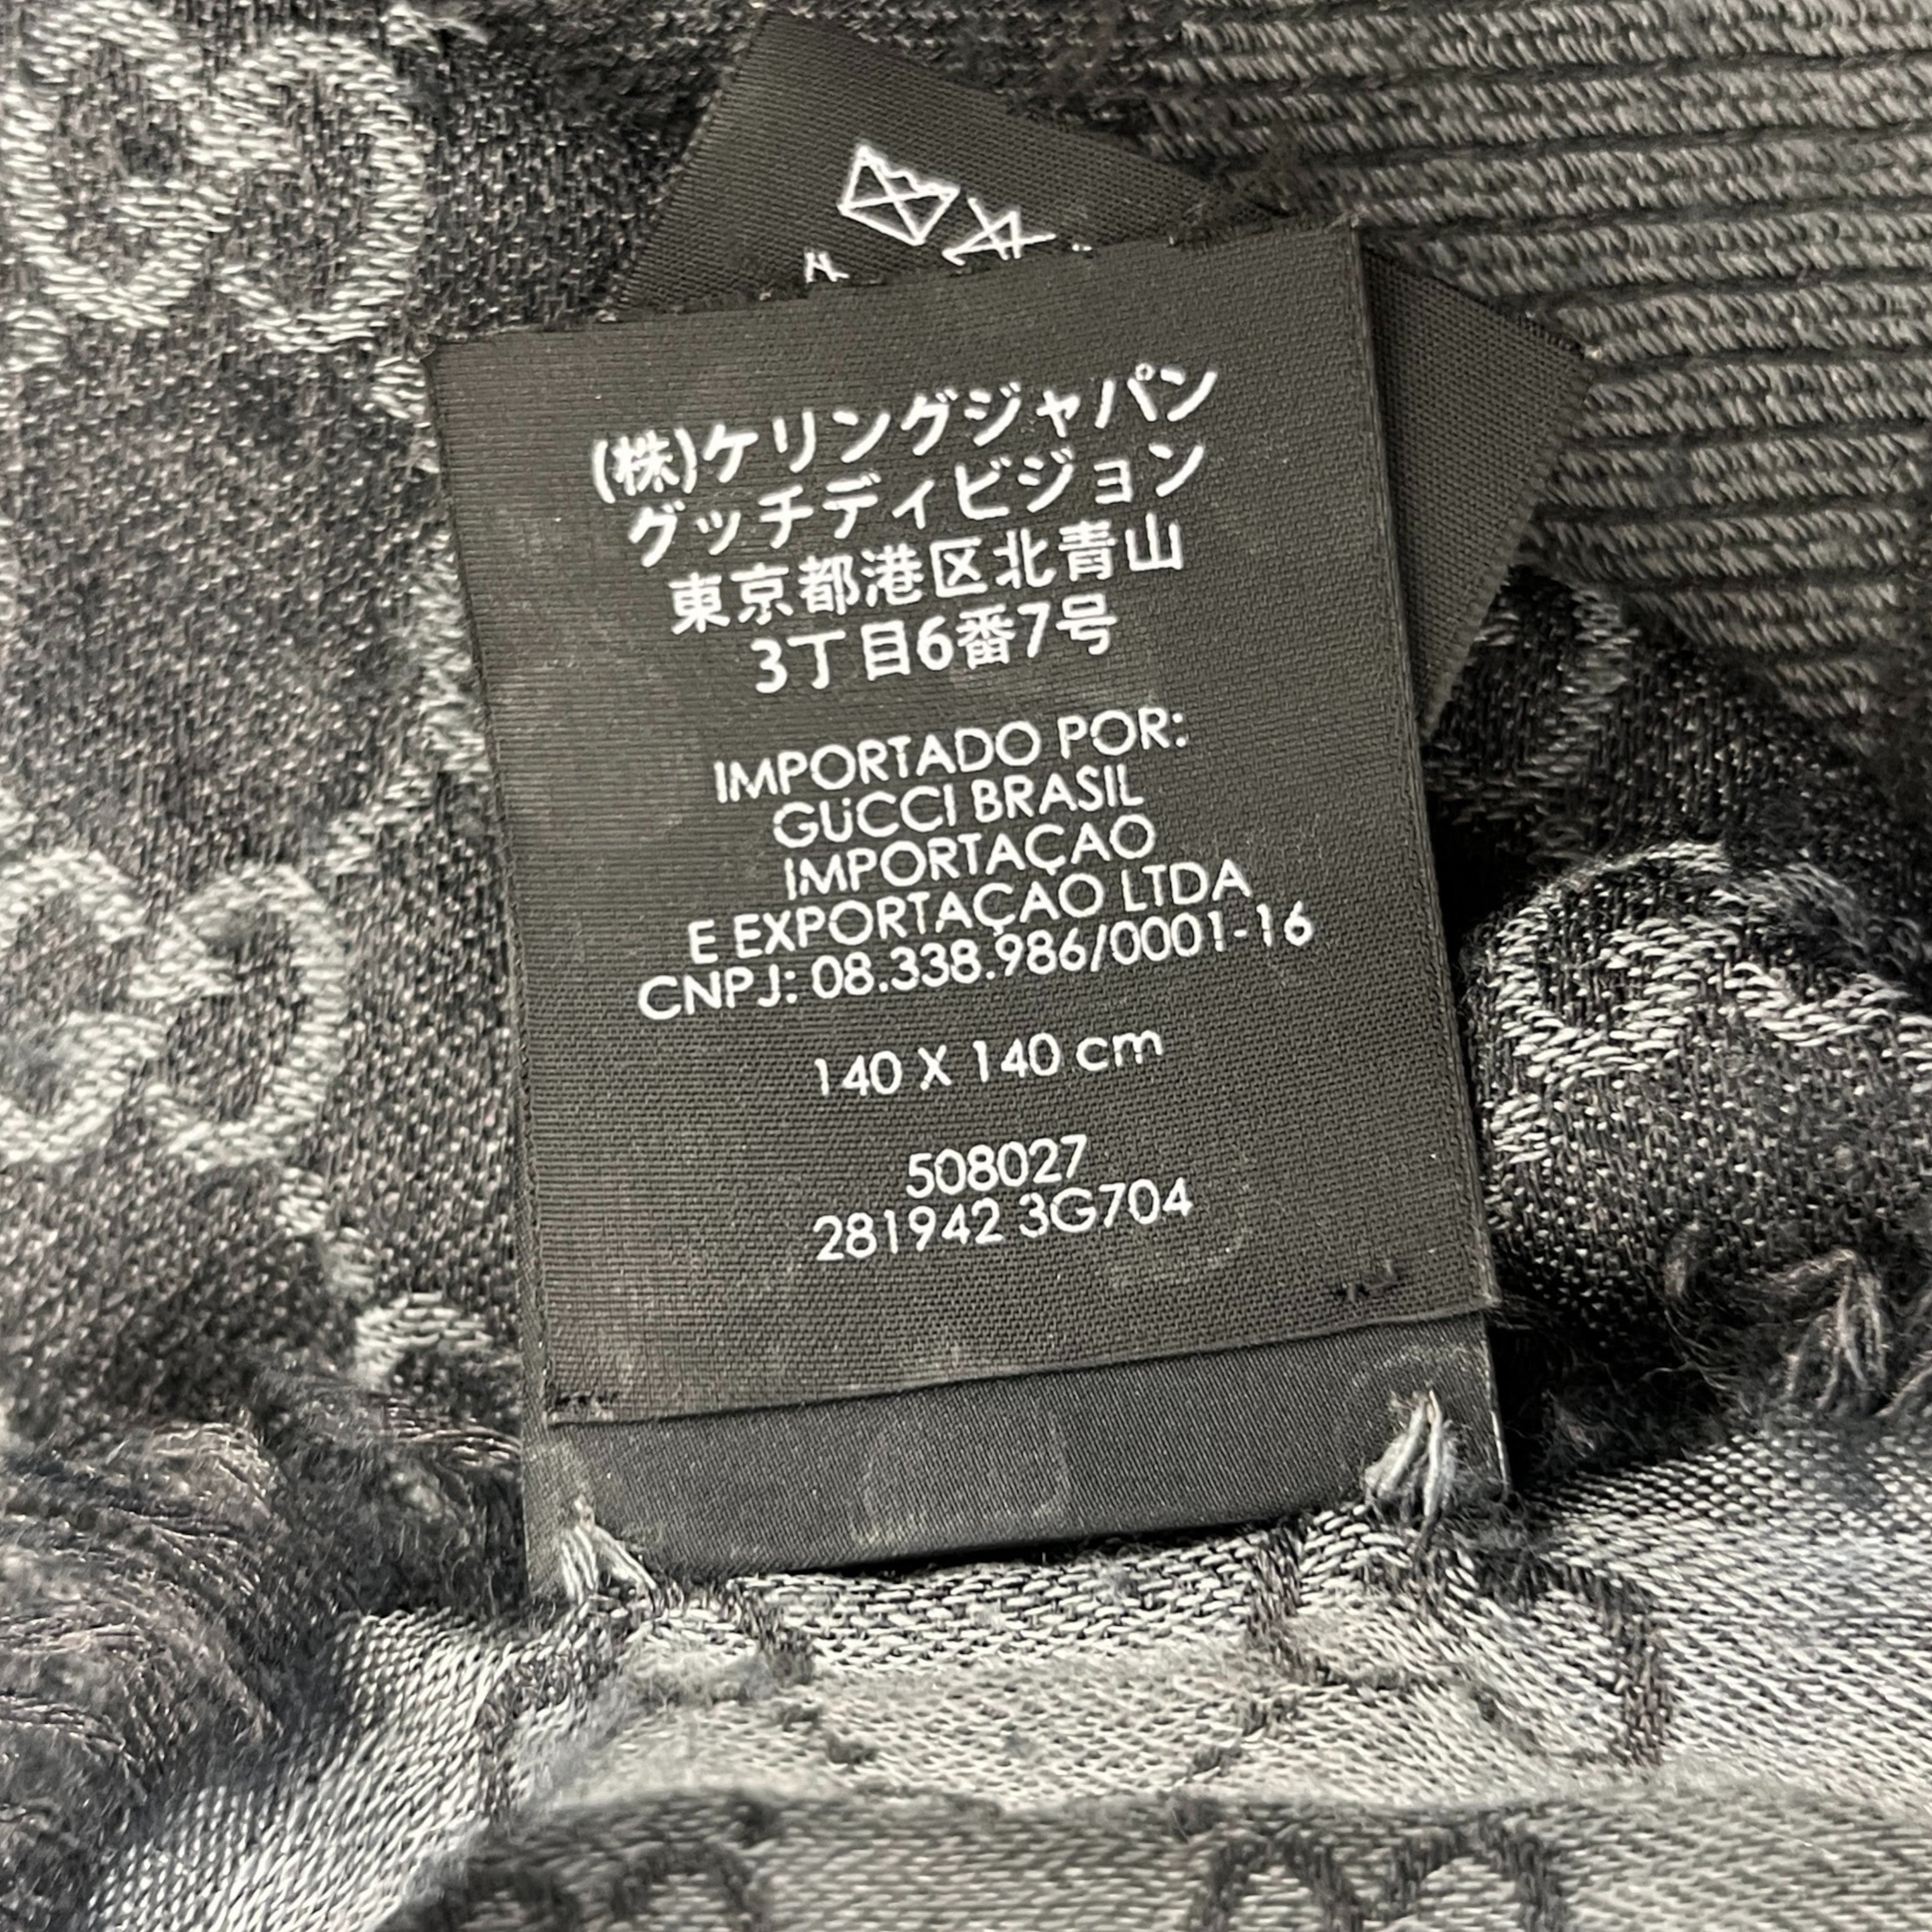 (株)ケリングジャパン
グッチディビジョン
東京都港区北青山
3丁目6番7号
IMPORTADO POR:
GUCCI BRASIL
IMPORTAÇAO
E EXPORTAÇAO LTDA
CNPJ: 08.338.986/0001-16
140 X 140 cm
508027
281942 3G704